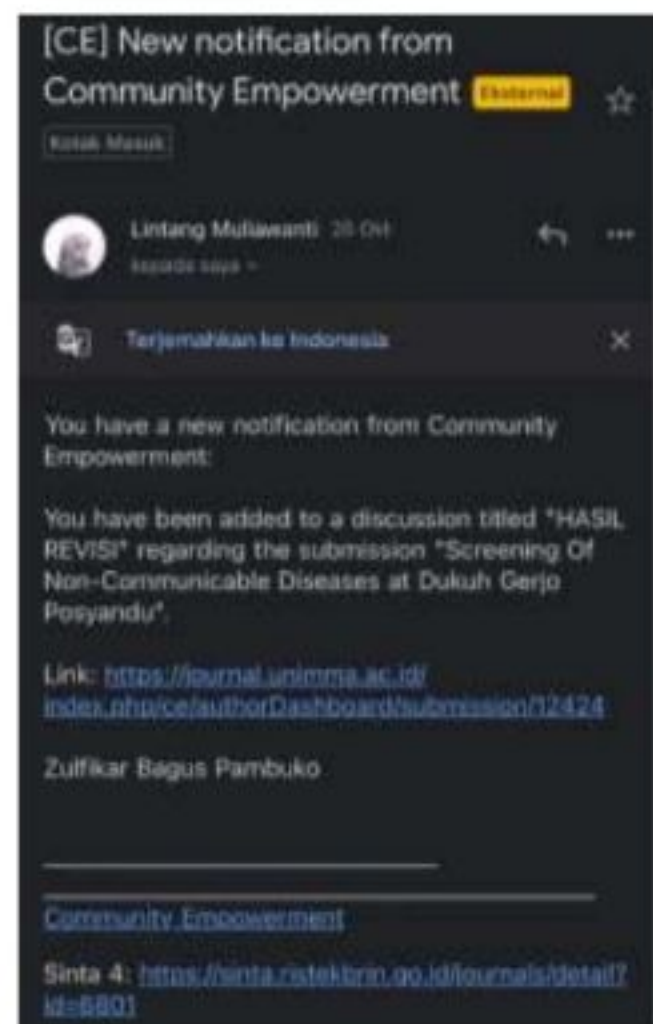 [CE] New notification from
Community Empowerment Eksternal
Kotak Masuk
Lintang Muliawanti 28 Okt
kepada saya
Terjemahkan ke Indonesia
You have a new notification from Community
Empowerment:
You have been added to a discussion titled "HASIL
REVISI" regarding the submission "Screening Of
Non-Communicable Diseases at Dukuh Gerjo
Posyandu".
Link: https://journal.unimma.ac.id/
index.php/ce/authorDashboard/submission/12424
Zulfikar Bagus Pambuko
Community Empowerment
Sinta 4: https://sinta.ristekbrin.go.id/journals/detail?
id=6801